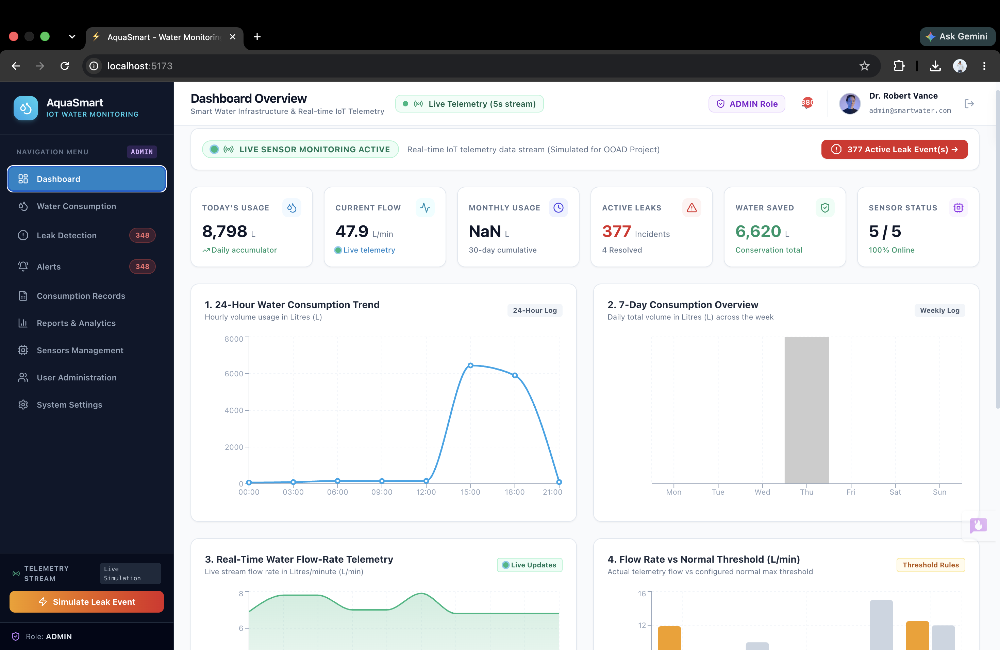 AquaSmart - Water Monitoring
Ask Gemini
localhost:5173
AquaSmart
IOT WATER MONITORING
NAVIGATION MENU
ADMIN
Dashboard
Water Consumption
Leak Detection
348
Alerts
348
Consumption Records
Reports & Analytics
Sensors Management
User Administration
System Settings
TELEMETRY
STREAM
Live
Simulation
Simulate Leak Event
Role: ADMIN
Dashboard Overview
Smart Water Infrastructure & Real-time IoT Telemetry
Live Telemetry (5s stream)
ADMIN Role
380
Dr. Robert Vance
admin@smartwater.com
LIVE SENSOR MONITORING ACTIVE
Real-time IoT telemetry data stream (Simulated for OOAD Project)
377 Active Leak Event(s) →
TODAY'S USAGE
8,798 L
Daily accumulator
CURRENT FLOW
47.9 L/min
Live telemetry
MONTHLY USAGE
NaN L
30-day cumulative
ACTIVE LEAKS
377 Incidents
4 Resolved
WATER SAVED
6,620 L
Conservation total
SENSOR STATUS
5 / 5
100% Online
1. 24-Hour Water Consumption Trend
Hourly volume usage in Litres (L)
24-Hour Log
8000
6000
4000
2000
0
00:00 03:00 06:00 09:00 12:00 15:00 18:00 21:00
2. 7-Day Consumption Overview
Daily total volume in Litres (L) across the week
Weekly Log
Mon Tue Wed Thu Fri Sat Sun
3. Real-Time Water Flow-Rate Telemetry
Live stream flow rate in Litres/minute (L/min)
Live Updates
8
6
4. Flow Rate vs Normal Threshold (L/min)
Actual telemetry flow vs configured normal max threshold
Threshold Rules
16
12